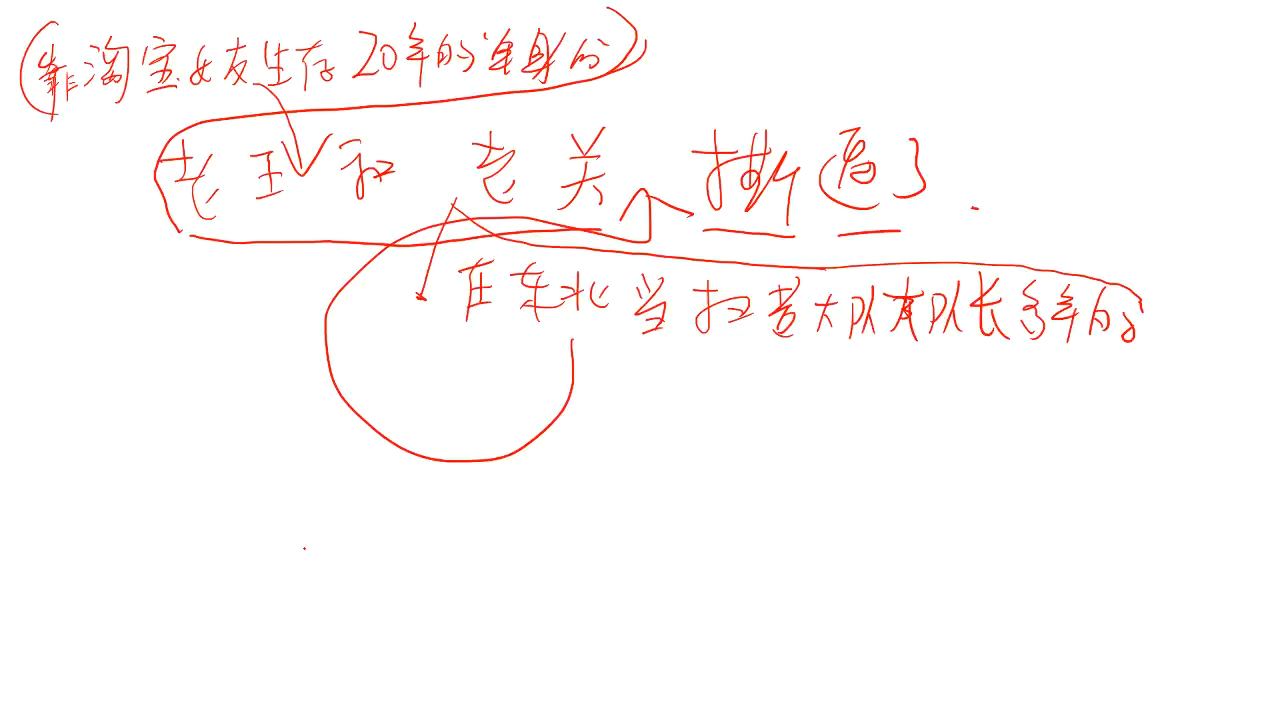 (靠淘宝女友生存20年的单身的)
老王和老关撕逼了.
在东北当扫黄大队大队长多年的